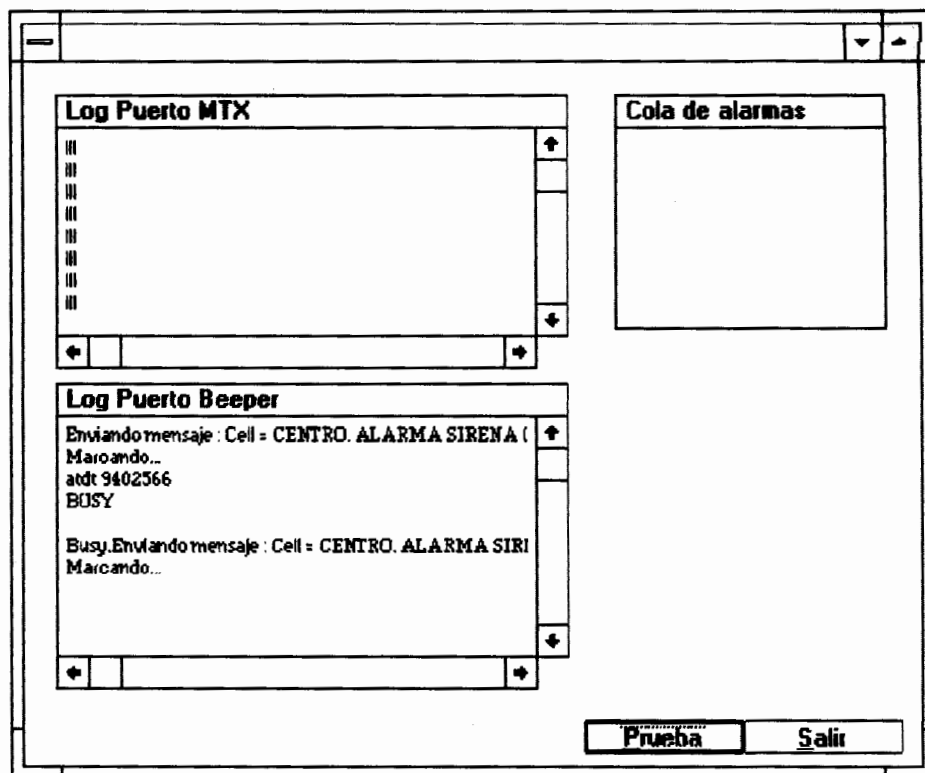 Log Puerto MTX
Cola de alarmas
Log Puerto Beeper
Enviando mensaje : Cell = CENTRO. ALARMA SIRENA (
Marcando...
atdt 9402566
BUSY
Busy.Enviando mensaje : Cell = CENTRO. ALARMA SIRI
Marcando...
Prueba
Salir